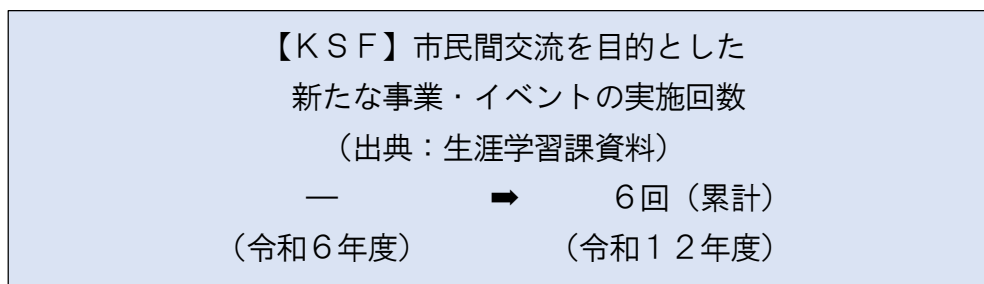 【ＫＳＦ】市民間交流を目的とした
新たな事業・イベントの実施回数
（出典：生涯学習課資料）
― ➡ ６回（累計）
（令和６年度） （令和１２年度）